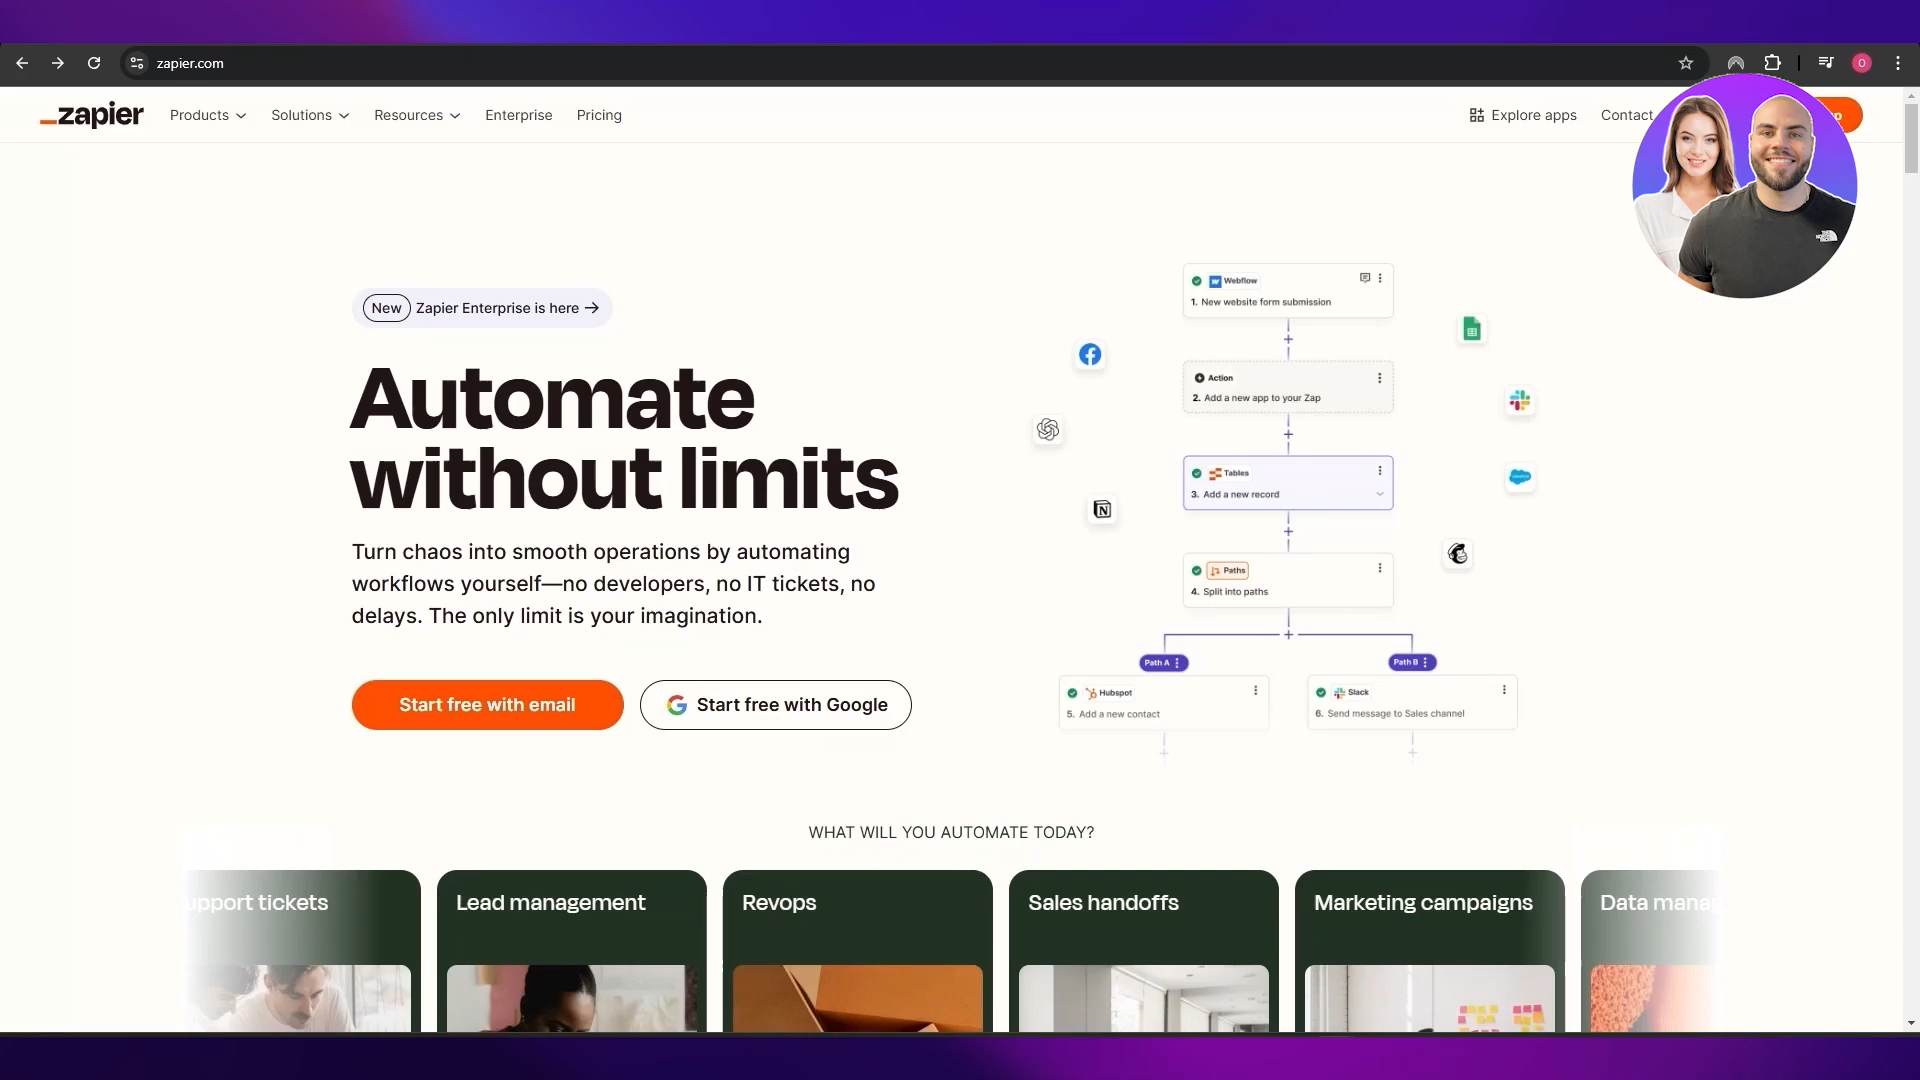 zapier.com
O
zapier
Products
Solutions
Resources
Enterprise
Pricing
Explore apps
Contact
New Zapier Enterprise is here →
Automate
without limits
Turn chaos into smooth operations by automating
workflows yourself—no developers, no IT tickets, no
delays. The only limit is your imagination.
Start free with email
Start free with Google
Webflow
1. New website form submission
Action
2. Add a new app to your Zap
Tables
3. Add a new record
Paths
4. Split into paths
Path A
Path B
Hubspot
5. Add a new contact
Slack
6. Send message to Sales channel
WHAT WILL YOU AUTOMATE TODAY?
upport tickets
Lead management
Revops
Sales handoffs
Marketing campaigns
Data manag